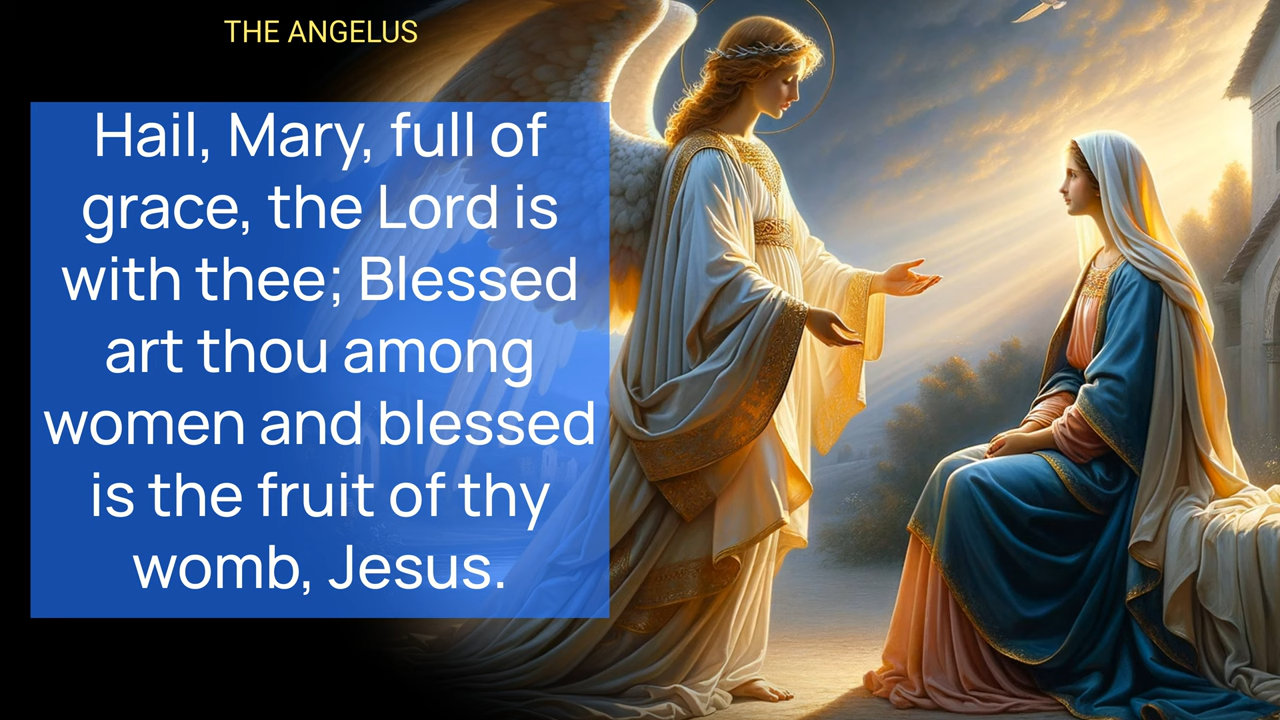 THE ANGELUS
Hail, Mary, full of
grace, the Lord is
with thee; Blessed
art thou among
women and blessed
is the fruit of thy
womb, Jesus.